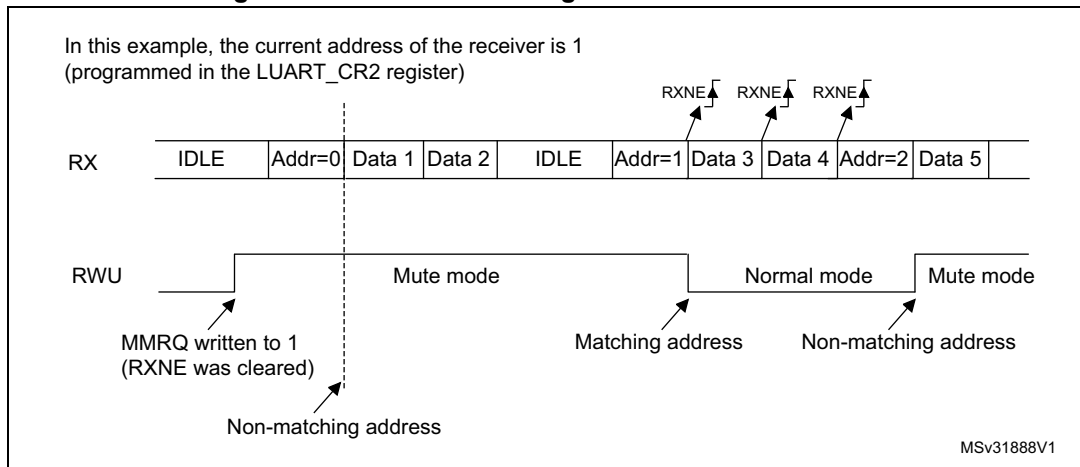 In this example, the current address of the receiver is 1
(programmed in the LUART_CR2 register)
RXNE RXNE RXNE
RX IDLE Addr=0 Data 1 Data 2 IDLE Addr=1 Data 3 Data 4 Addr=2 Data 5
RWU Mute mode Normal mode Mute mode
MMRQ written to 1 Matching address Non-matching address
(RXNE was cleared)
Non-matching address
MSv31888V1